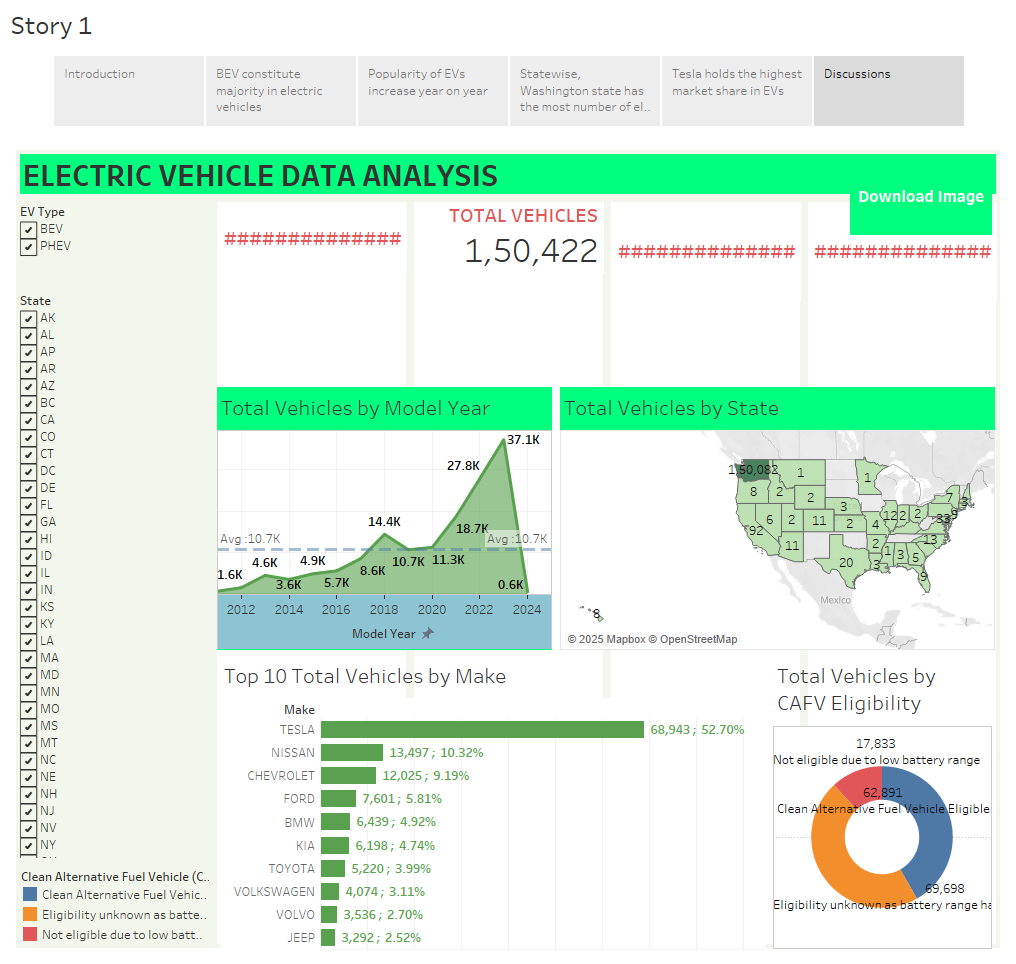 Story 1
Introduction
BEV constitute
majority in electric
vehicles
Popularity of EVs
increase year on year
Statewise,
Washington state has
the most number of el..
Tesla holds the highest
market share in EVs
Discussions
ELECTRIC VEHICLE DATA ANALYSIS
Download Image
EV Type
BEV
PHEV
State
AK
AL
AP
AR
AZ
BC
CA
CO
CT
DC
DE
FL
GA
HI
ID
IL
IN
KS
KY
LA
MA
MD
MN
MO
MS
MT
NC
NE
NH
NJ
NV
NY
Clean Alternative Fuel Vehicle (C..
Clean Alternative Fuel Vehic..
Eligibility unknown as batte..
Not eligible due to low batt..
##############
TOTAL VEHICLES
1,50,422
##############
##############
Total Vehicles by Model Year
37.1K
27.8K
18.7K
14.4K
Avg :10.7K
Avg :10.7K
1.6K
4.6K
3.6K
4.9K
5.7K
8.6K
10.7K
11.3K
0.6K
2012
2014
2016
2018
2020
2022
2024
Model Year
Total Vehicles by State
1,50,082
1
1
8
2
2
3
7
3
92
6
2
11
2
4
12
2
2
33
9
11
20
2
3
1
3
5
13
9
8
Mexico
© 2025 Mapbox © OpenStreetMap
Top 10 Total Vehicles by Make
Make
TESLA 68,943 ; 52.70%
NISSAN 13,497 ; 10.32%
CHEVROLET 12,025 ; 9.19%
FORD 7,601 ; 5.81%
BMW 6,439 ; 4.92%
KIA 6,198 ; 4.74%
TOYOTA 5,220 ; 3.99%
VOLKSWAGEN 4,074 ; 3.11%
VOLVO 3,536 ; 2.70%
JEEP 3,292 ; 2.52%
Total Vehicles by
CAFV Eligibility
17,833
Not eligible due to low battery range
62,891
Clean Alternative Fuel Vehicle Eligible
69,698
Eligibility unknown as battery range ha